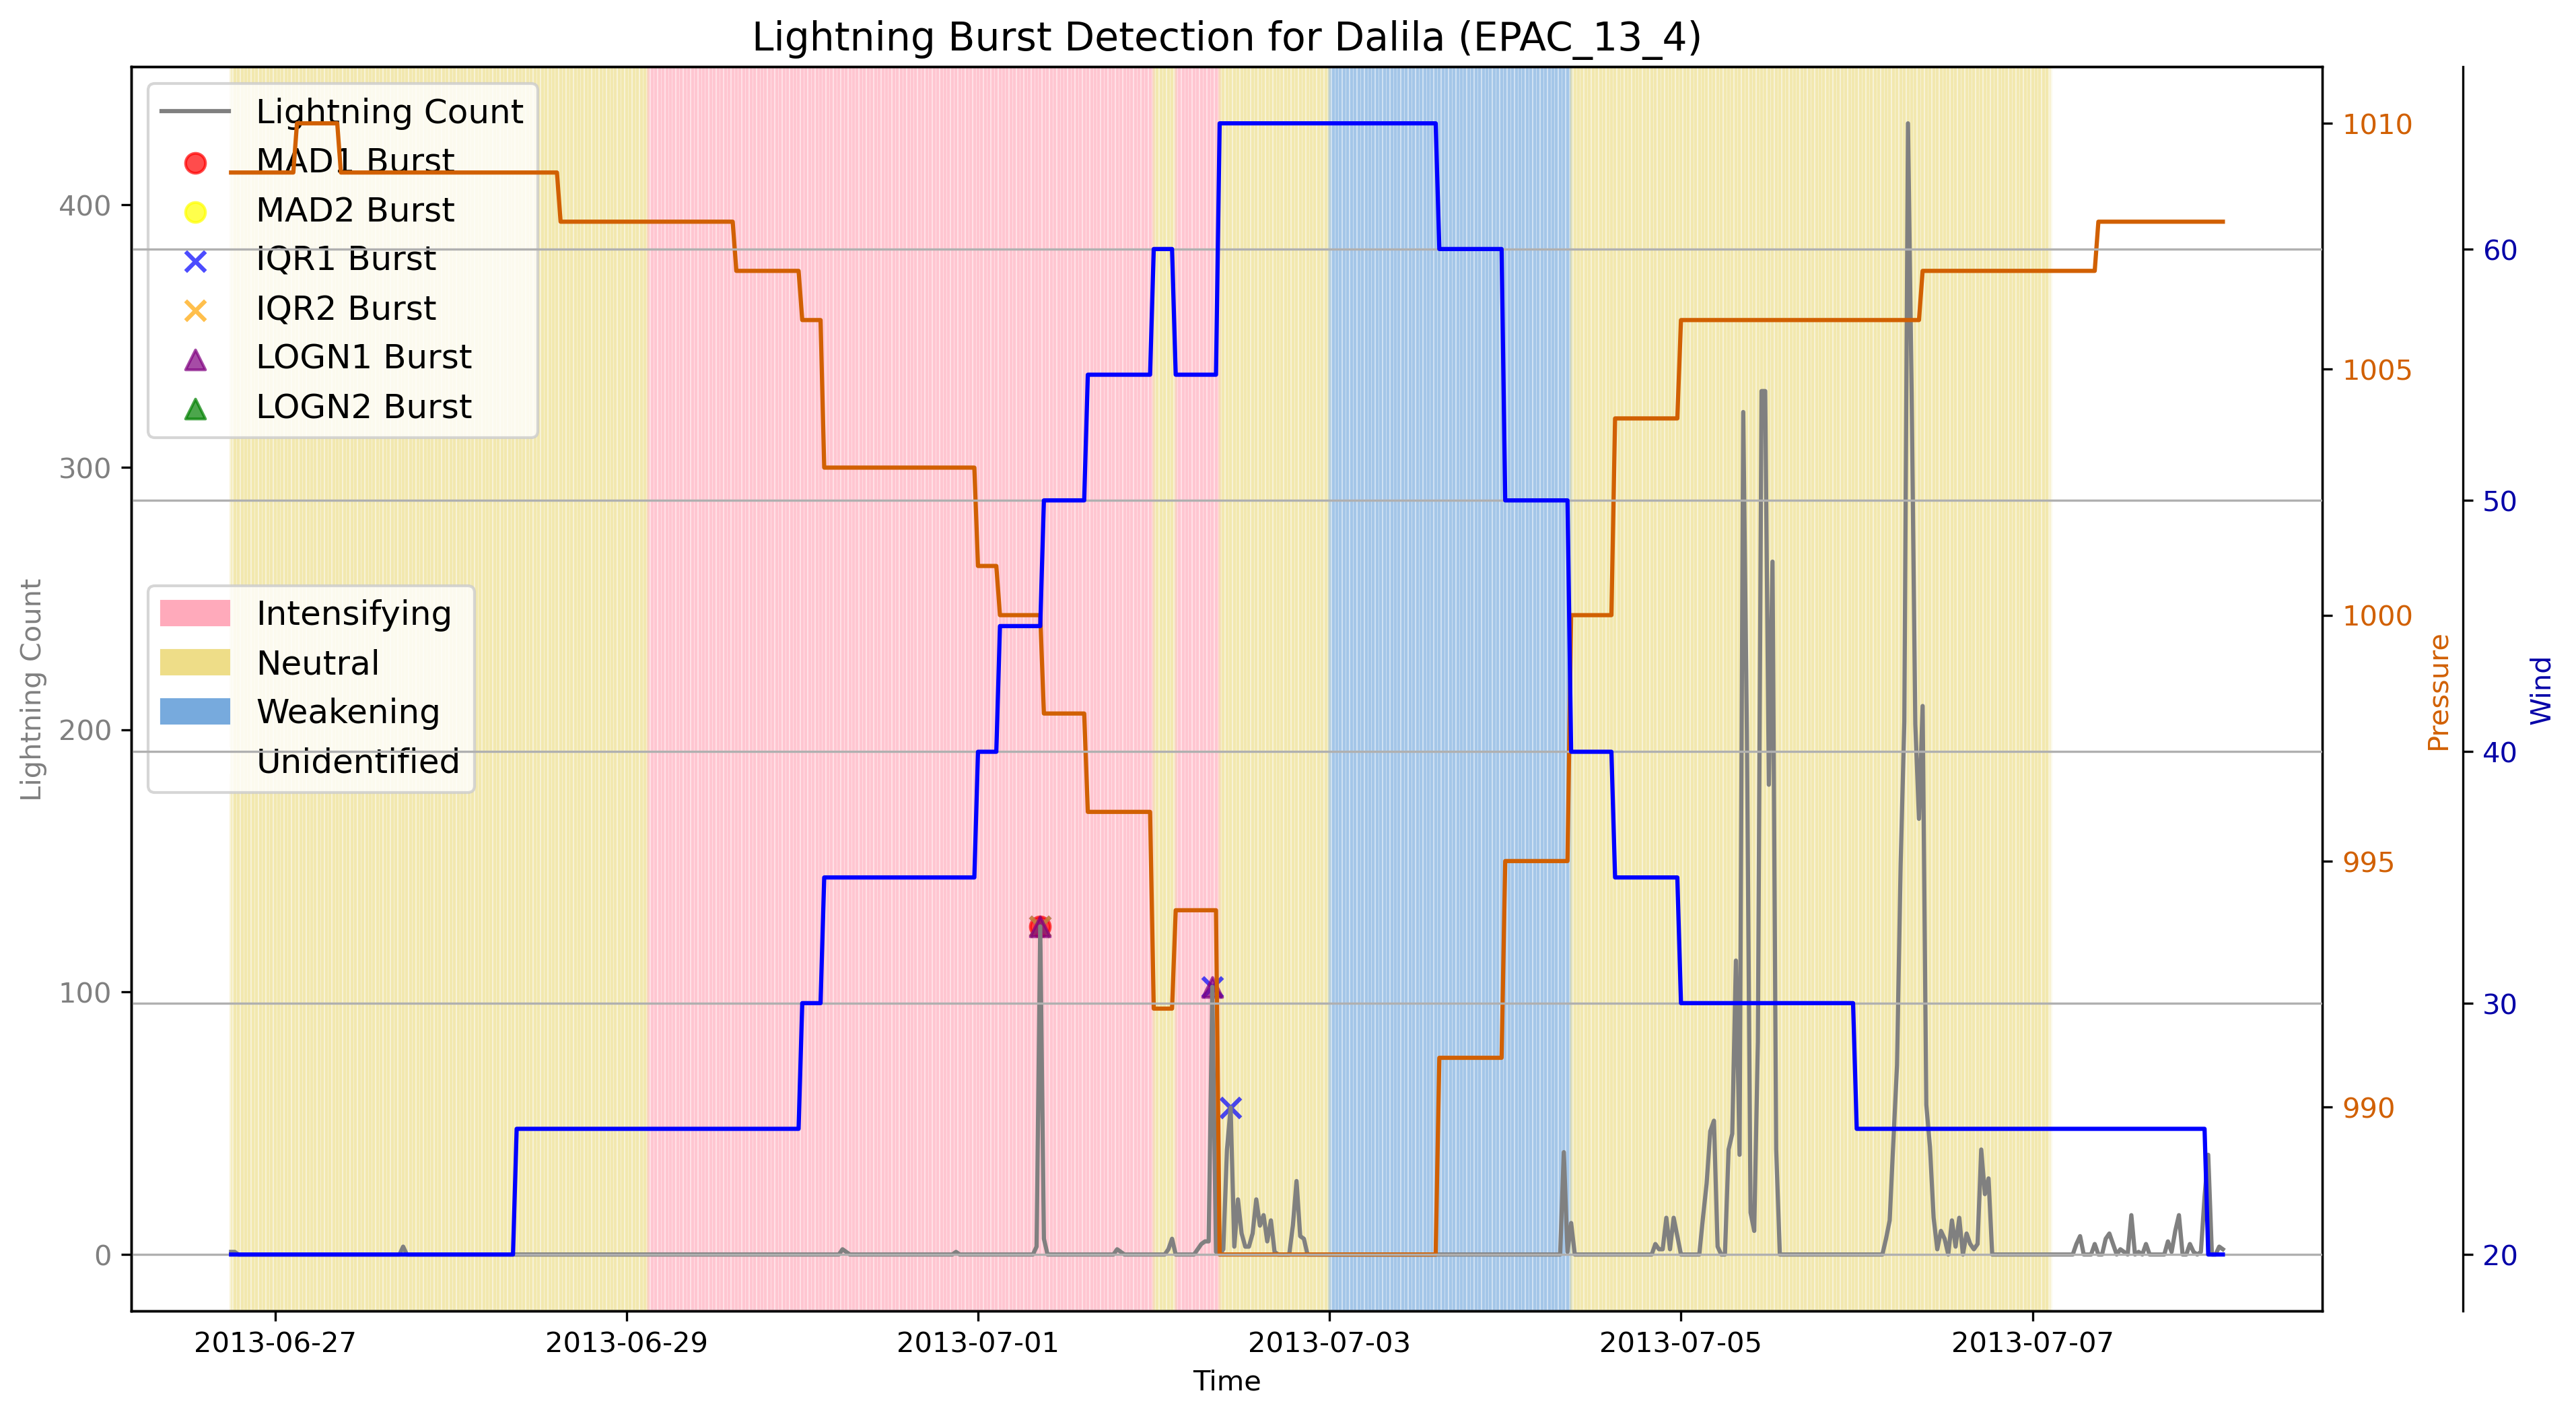 Lightning Burst Detection for Dalila (EPAC_13_4)
Lightning Count
MAD1 Burst
MAD2 Burst
IQR1 Burst
IQR2 Burst
LOGN1 Burst
LOGN2 Burst
Intensifying
Neutral
Weakening
Unidentified
Lightning Count
400
300
200
100
0
1010
1005
1000
995
990
Pressure
60
50
40
30
20
Wind
2013-06-27
2013-06-29
2013-07-01
2013-07-03
2013-07-05
2013-07-07
Time